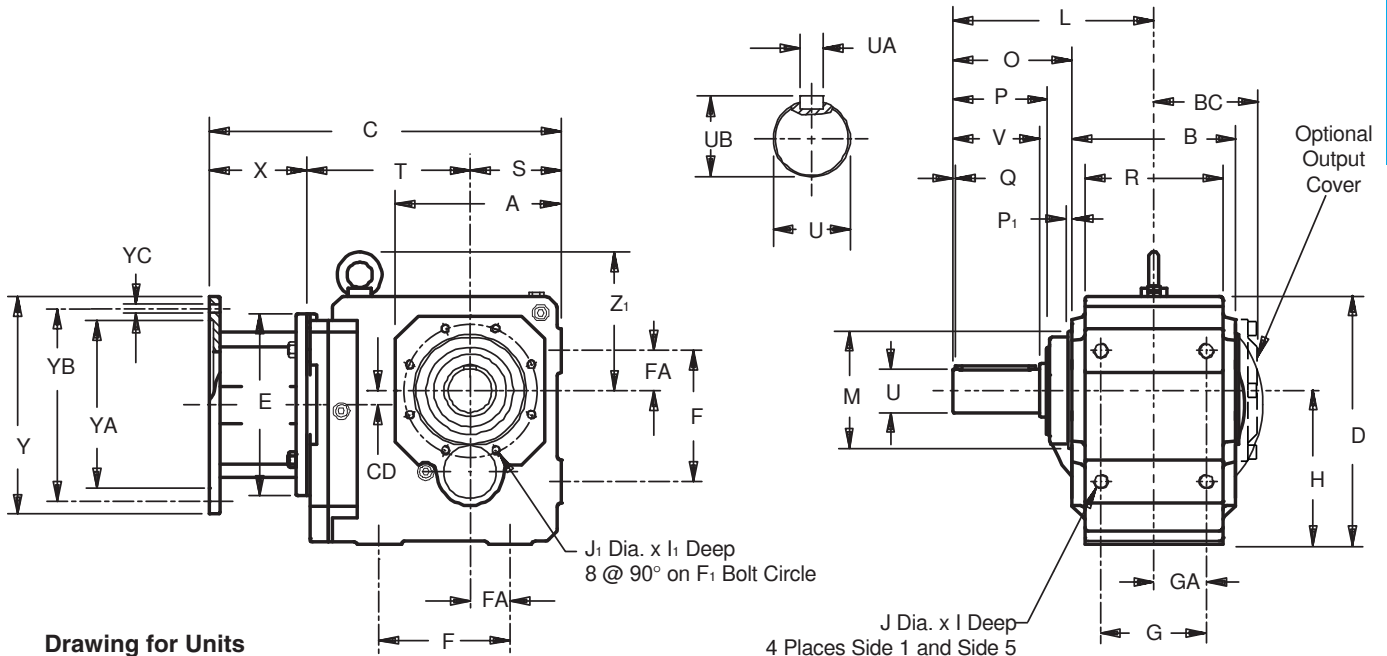 L
UA
O
P
BC
C
V
B
Optional
Output
Cover
UB
X
T
S
Q
R
A
P1
U
YC
Z1
FA
YB
E
M
U
F
YA
D
Y
CD
H
J1 Dia. x I1 Deep
8 @ 90° on F1 Bolt Circle
FA
GA
J Dia. x I Deep
F
G
Drawing for Units
4 Places Side 1 and Side 5